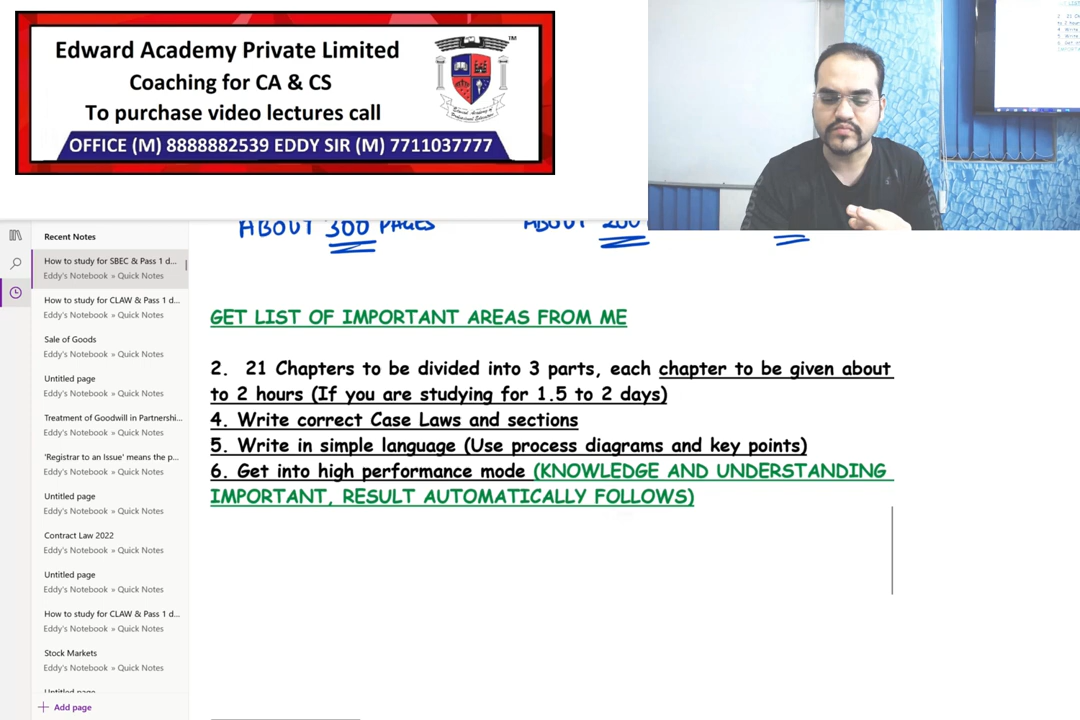 Edward Academy Private Limited
Coaching for CA & CS
To purchase video lectures call
OFFICE (M) 8888882539 EDDY SIR (M) 7711037777
TM
ABOUT 300 PAGES
ABOUT 200
Recent Notes
How to study for SBEC & Pass 1 d...
Eddy's Notebook » Quick Notes
How to study for CLAW & Pass 1 d...
Eddy's Notebook » Quick Notes
Sale of Goods
Eddy's Notebook » Quick Notes
Untitled page
Eddy's Notebook » Quick Notes
Treatment of Goodwill in Partnershi...
Eddy's Notebook » Quick Notes
'Registrar to an Issue' means the p...
Eddy's Notebook » Quick Notes
Untitled page
Eddy's Notebook » Quick Notes
Contract Law 2022
Eddy's Notebook » Quick Notes
Untitled page
Eddy's Notebook » Quick Notes
How to study for CLAW & Pass 1 d...
Eddy's Notebook » Quick Notes
Stock Markets
Eddy's Notebook » Quick Notes
Untitled page
Add page
GET LIST OF IMPORTANT AREAS FROM ME
2. 21 Chapters to be divided into 3 parts, each chapter to be given about
to 2 hours (If you are studying for 1.5 to 2 days)
4. Write correct Case Laws and sections
5. Write in simple language (Use process diagrams and key points)
6. Get into high performance mode (KNOWLEDGE AND UNDERSTANDING
IMPORTANT, RESULT AUTOMATICALLY FOLLOWS)